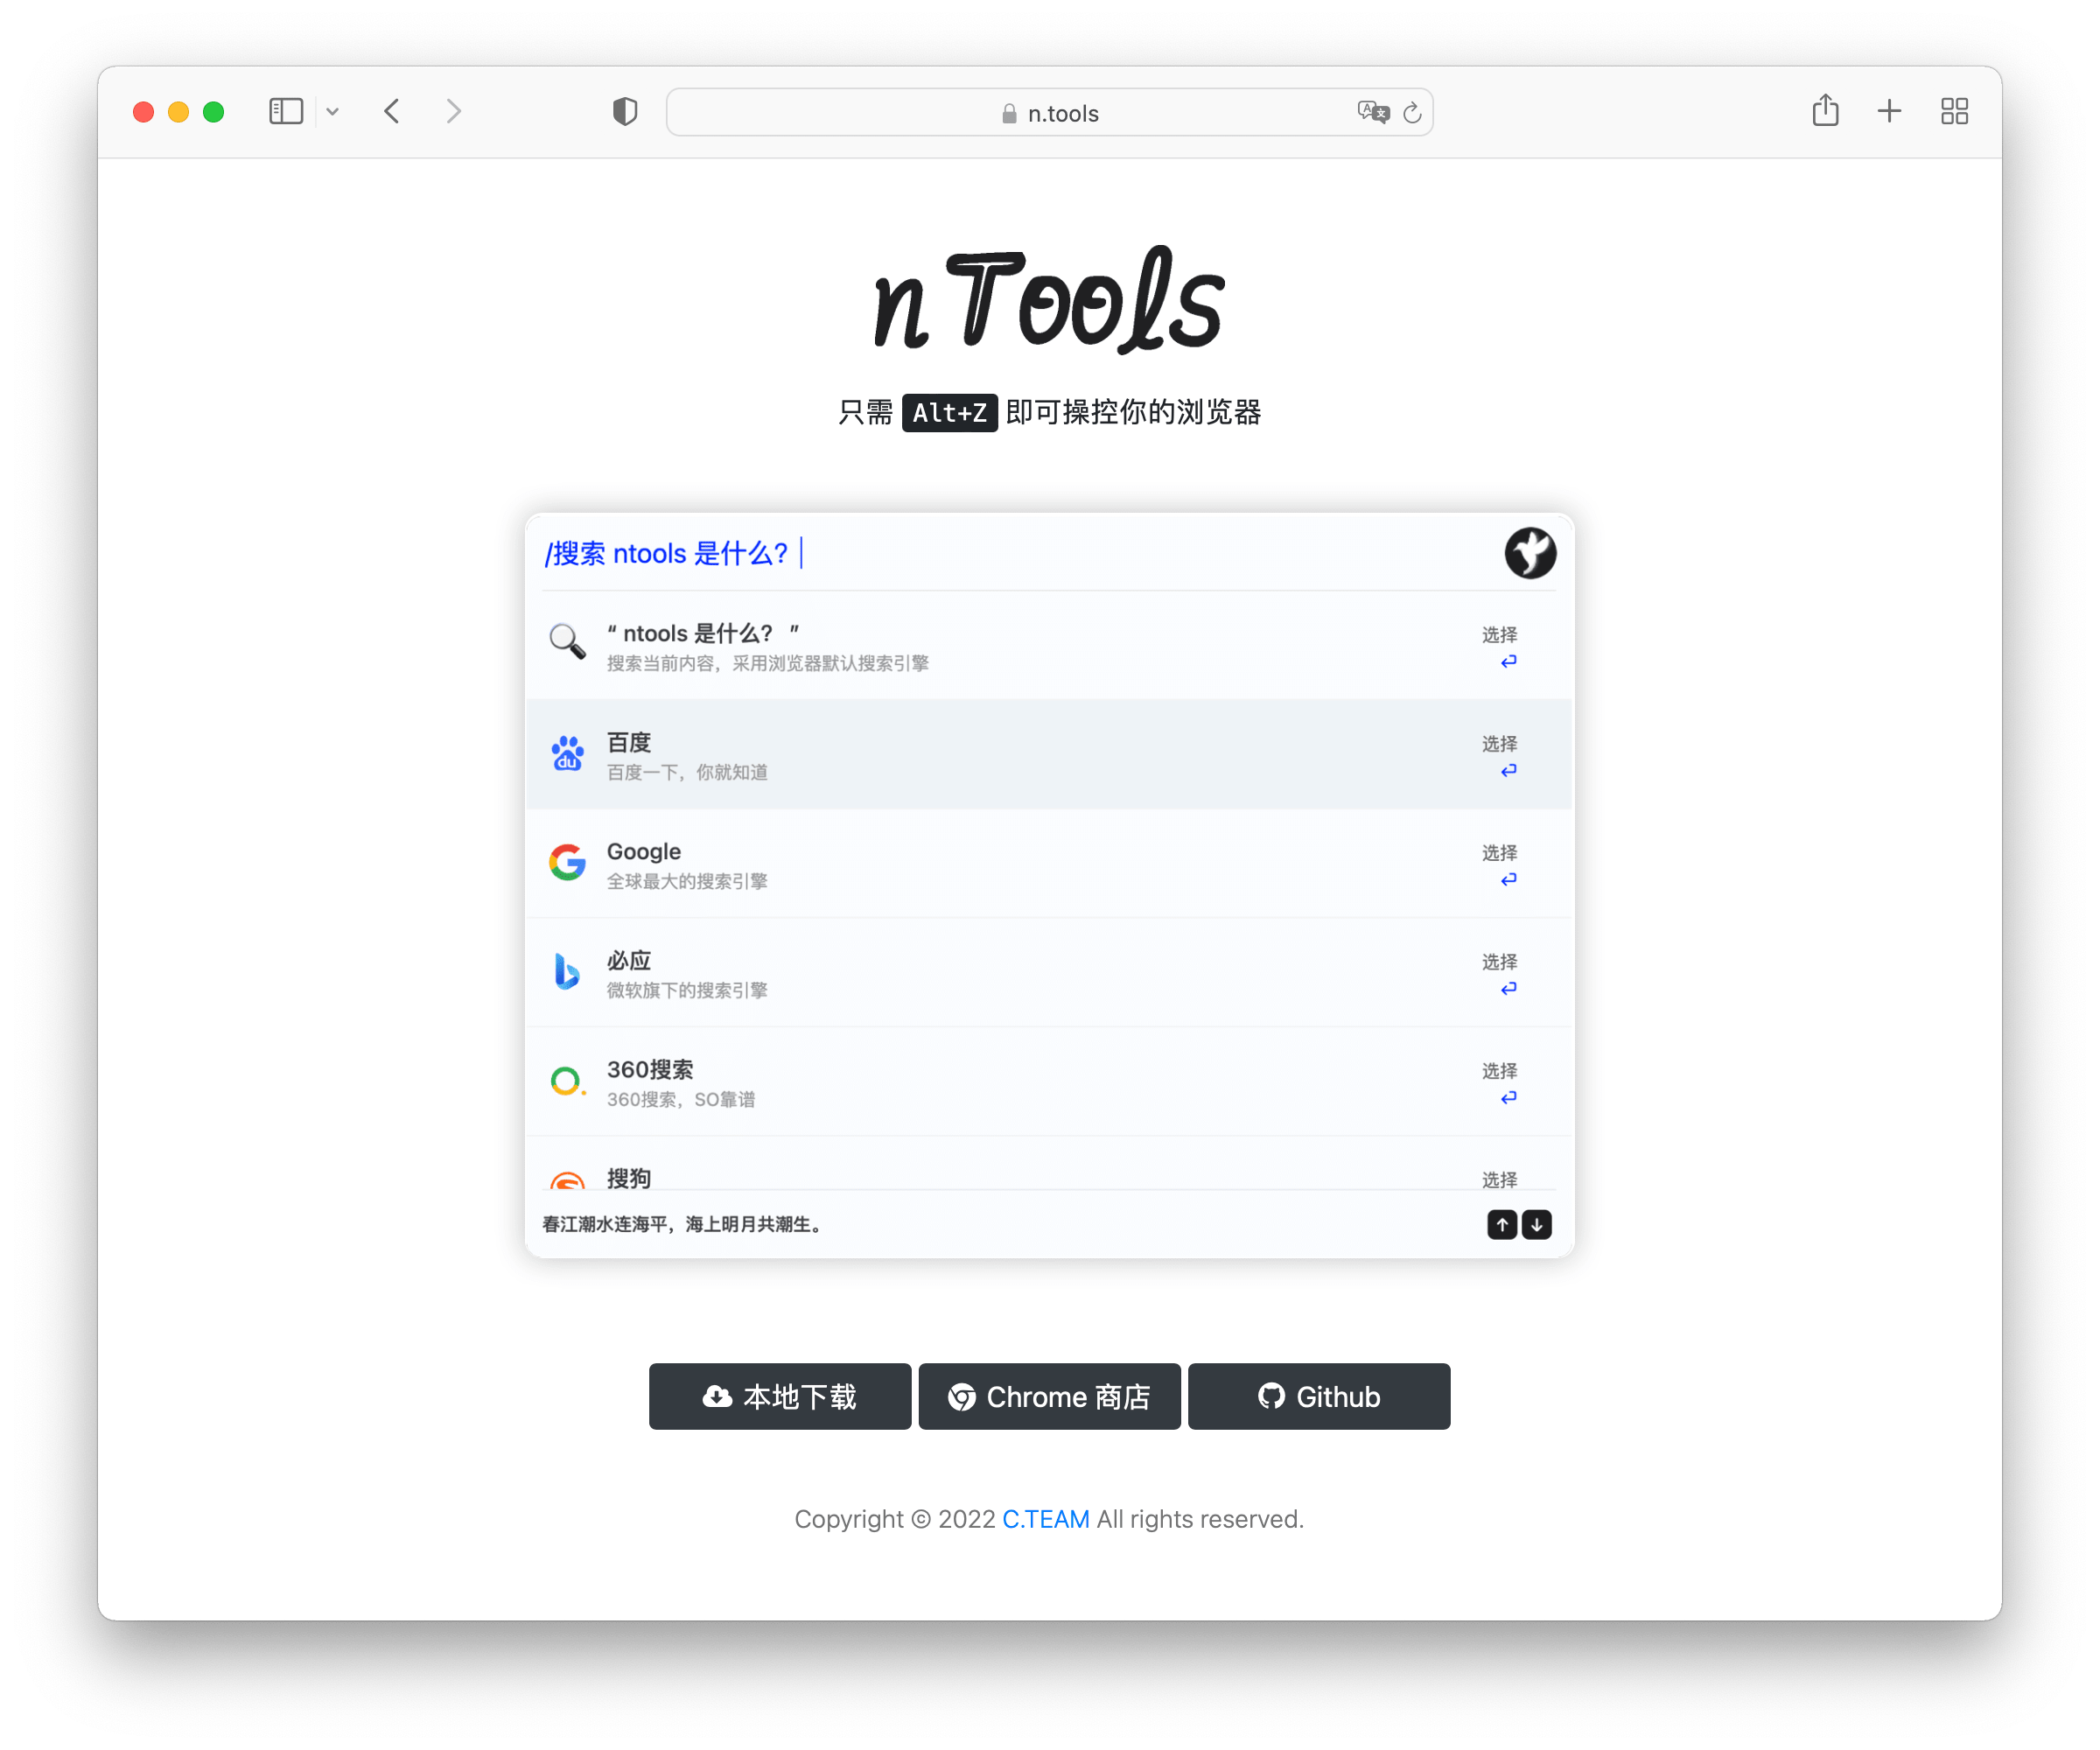 n.tools
nTools
只需 Alt+Z 即可操控你的浏览器
/搜索 ntools 是什么？
“ ntools 是什么？ ”
选择
搜索当前内容，采用浏览器默认搜索引擎
百度
选择
du
百度一下，你就知道
Google
选择
全球最大的搜索引擎
必应
选择
微软旗下的搜索引擎
360搜索
选择
360搜索，SO靠谱
搜狗
选择
春江潮水连海平，海上明月共潮生。
本地下载
Chrome 商店
Github
Copyright © 2022 C.TEAM All rights reserved.